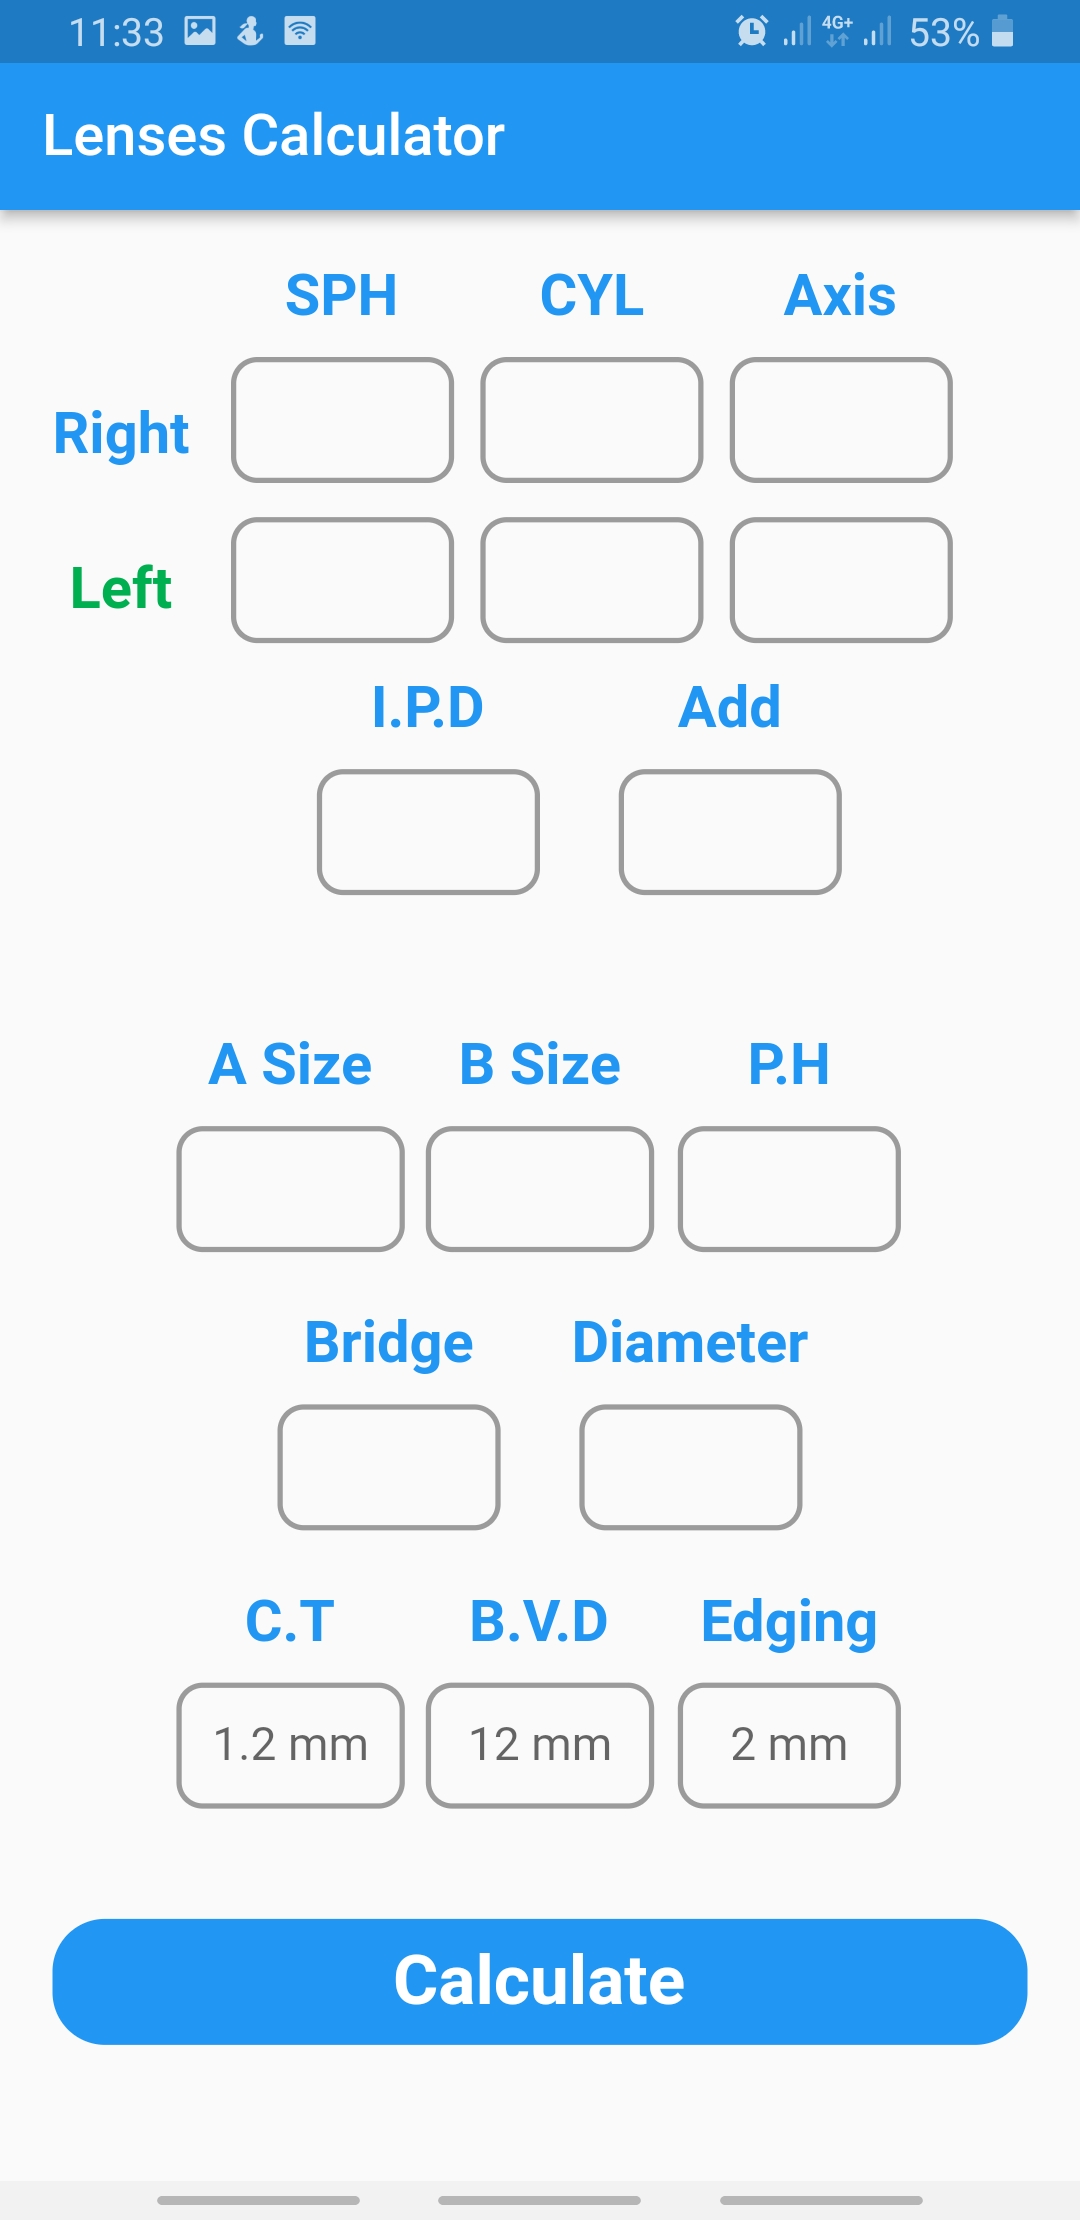 11:33 4G+ 53%
Lenses Calculator
SPH CYL Axis
Right
Left
I.P.D Add
A Size B Size P.H
Bridge Diameter
C.T B.V.D Edging
1.2 mm 12 mm 2 mm
Calculate